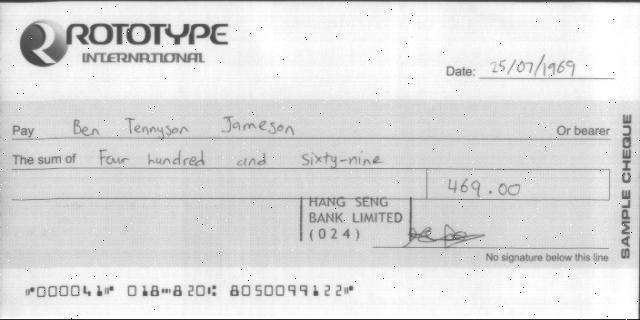 ROTOTYPE
INTERNATIONAL
Date: 25/07/1969
Pay Ben Tennyson Jameson Or bearer
The sum of Four hundred and sixty-nine
469.00
HANG SENG
BANK. LIMITED
(024)
No signature below this line
SAMPLE CHEQUE
⑈000041⑈ 018⑉820⑆ 8050099122⑈